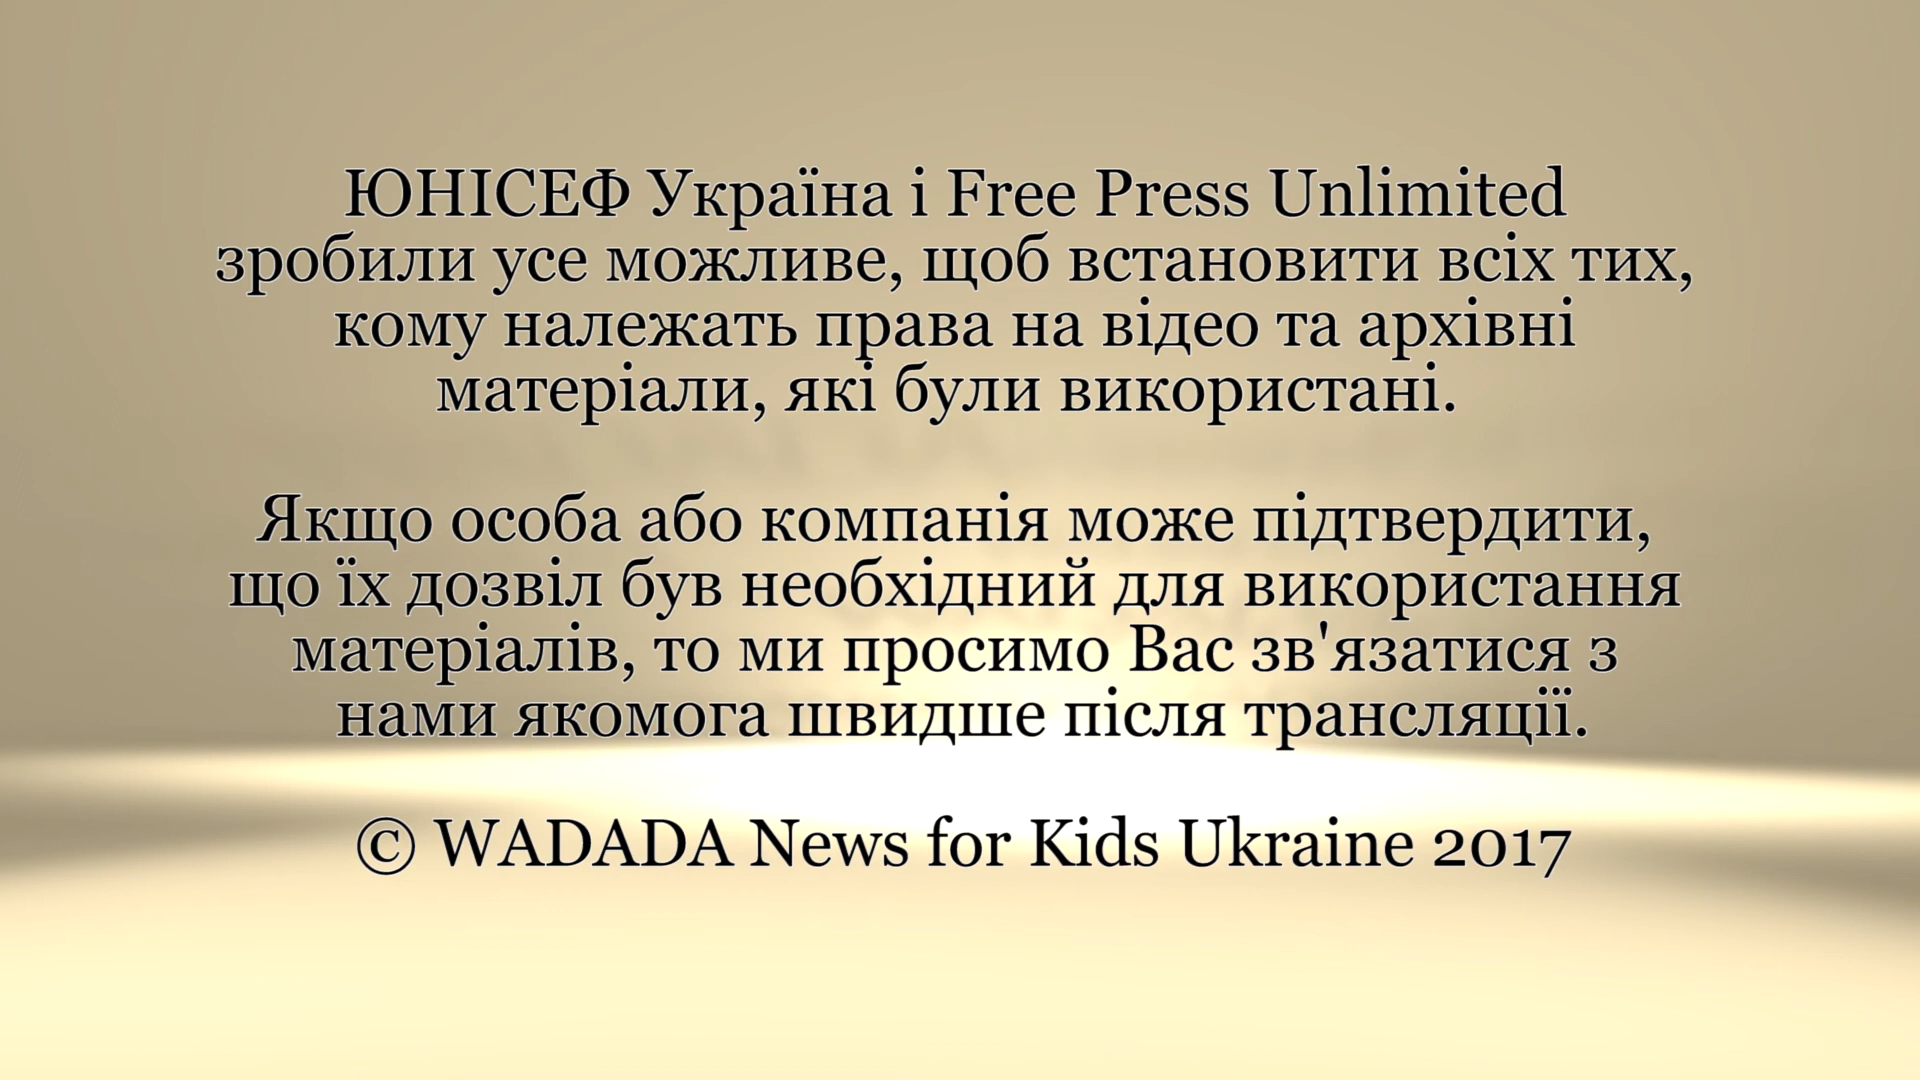 ЮНІСЕФ Україна і Free Press Unlimited
зробили усе можливе, щоб встановити всіх тих,
кому належать права на відео та архівні
матеріали, які були використані.
Якщо особа або компанія може підтвердити,
що їх дозвіл був необхідний для використання
матеріалів, то ми просимо Вас зв'язатися з
нами якомога швидше після трансляції.
© WADADA News for Kids Ukraine 2017